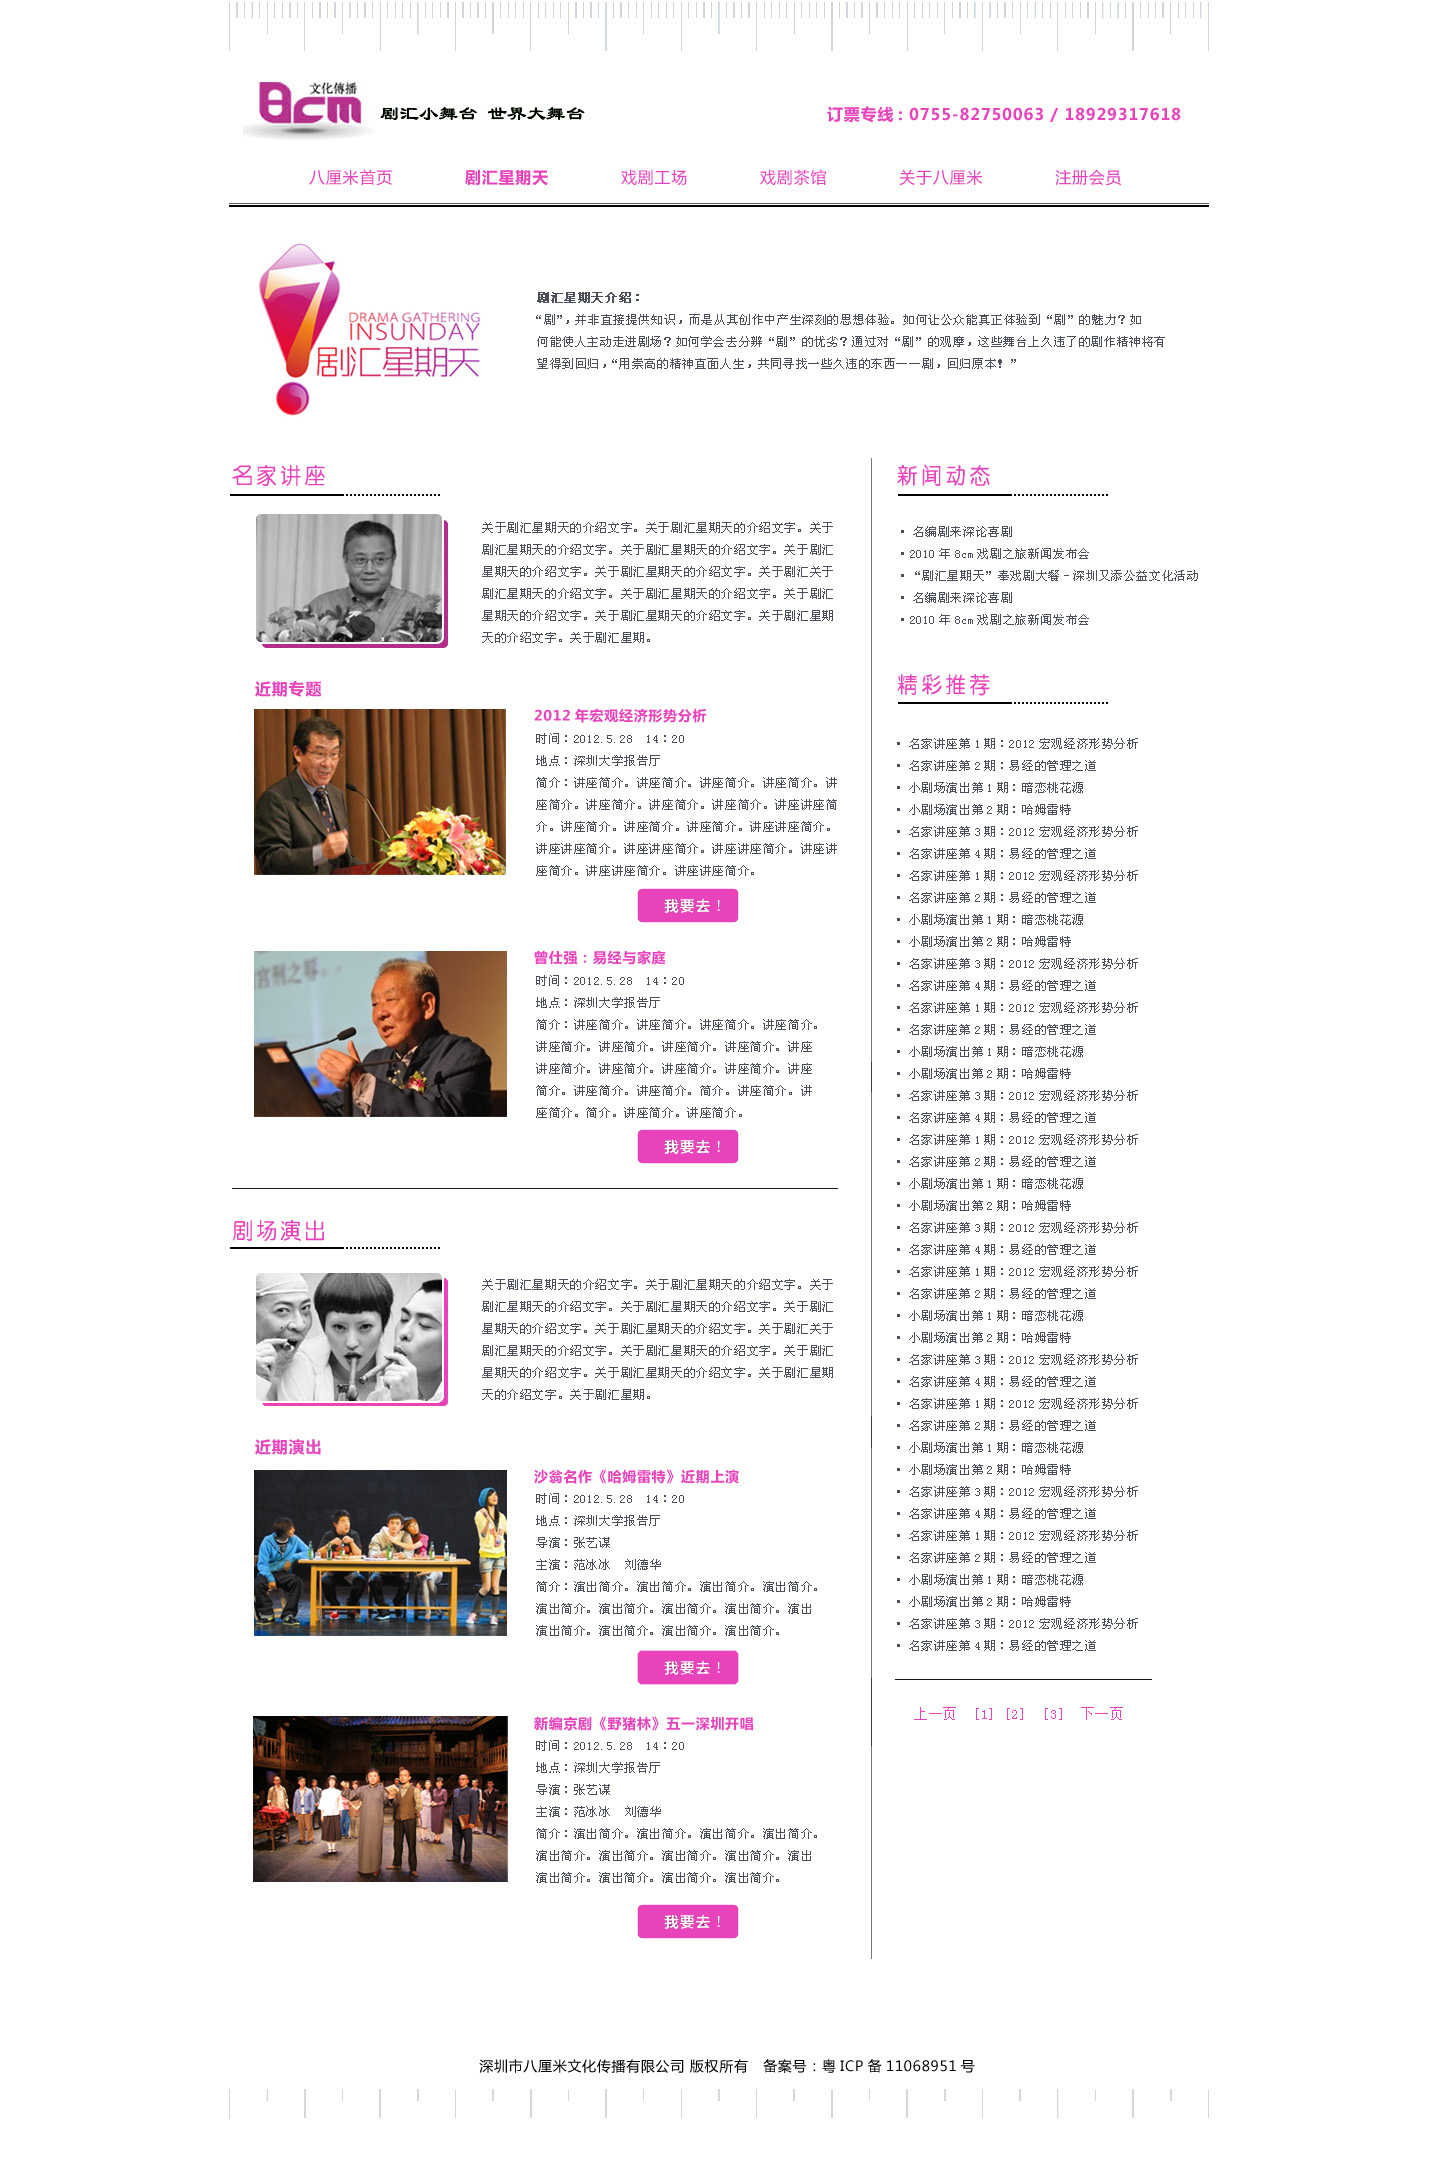 8cm 文化傳播
剧汇小舞台 世界大舞台
订票专线：0755-82750063 / 18929317618
八厘米首页 剧汇星期天 戏剧工场 戏剧茶馆 关于八厘米 注册会员
7
DRAMA GATHERING
INSUNDAY
剧汇星期天
剧汇星期天介绍：
“剧”，并非直接提供知识，而是从其创作中产生深刻的思想体验。如何让公众能真正体验到“剧”的魅力？如
何能使人主动走进剧场？如何学会去分辨“剧”的优劣？通过对“剧”的观摩，这些舞台上久违了的剧作精神将有
望得到回归，“用崇高的精神直面人生，共同寻找一些久违的东西一一剧，回归原本！”
名家讲座
关于剧汇星期天的介绍文字。关于剧汇星期天的介绍文字。关于
剧汇星期天的介绍文字。关于剧汇星期天的介绍文字。关于剧汇
星期天的介绍文字。关于剧汇星期天的介绍文字。关于剧汇关于
剧汇星期天的介绍文字。关于剧汇星期天的介绍文字。关于剧汇
星期天的介绍文字。关于剧汇星期天的介绍文字。关于剧汇星期
天的介绍文字。关于剧汇星期。
近期专题
2012 年宏观经济形势分析
时间：2012.5.28 14：20
地点：深圳大学报告厅
简介：讲座简介。讲座简介。讲座简介。讲座简介。讲
座简介。讲座简介。讲座简介。讲座简介。讲座讲座简
介。讲座简介。讲座简介。讲座简介。讲座讲座简介。
讲座讲座简介。讲座讲座简介。讲座讲座简介。讲座讲
座简介。讲座讲座简介。讲座讲座简介。
我要去！
宫刑之辱
曾仕强：易经与家庭
时间：2012.5.28 14：20
地点：深圳大学报告厅
简介：讲座简介。讲座简介。讲座简介。讲座简介。
讲座简介。讲座简介。讲座简介。讲座简介。讲座
讲座简介。讲座简介。讲座简介。讲座简介。讲座
简介。讲座简介。讲座简介。简介。讲座简介。讲
座简介。简介。讲座简介。讲座简介。
我要去！
剧场演出
关于剧汇星期天的介绍文字。关于剧汇星期天的介绍文字。关于
剧汇星期天的介绍文字。关于剧汇星期天的介绍文字。关于剧汇
星期天的介绍文字。关于剧汇星期天的介绍文字。关于剧汇关于
剧汇星期天的介绍文字。关于剧汇星期天的介绍文字。关于剧汇
星期天的介绍文字。关于剧汇星期天的介绍文字。关于剧汇星期
天的介绍文字。关于剧汇星期。
近期演出
沙翁名作《哈姆雷特》近期上演
时间：2012.5.28 14：20
地点：深圳大学报告厅
导演：张艺谋
主演：范冰冰 刘德华
简介：演出简介。演出简介。演出简介。演出简介。
演出简介。演出简介。演出简介。演出简介。演出
演出简介。演出简介。演出简介。演出简介。
我要去！
新编京剧《野猪林》五一深圳开唱
时间：2012.5.28 14：20
地点：深圳大学报告厅
导演：张艺谋
主演：范冰冰 刘德华
简介：演出简介。演出简介。演出简介。演出简介。
演出简介。演出简介。演出简介。演出简介。演出
演出简介。演出简介。演出简介。演出简介。
我要去！
新闻动态
• 名编剧来深论喜剧
•2010 年 8cm 戏剧之旅新闻发布会
• “剧汇星期天”奉戏剧大餐－深圳又添公益文化活动
• 名编剧来深论喜剧
•2010 年 8cm 戏剧之旅新闻发布会
精彩推荐
• 名家讲座第 1 期：2012 宏观经济形势分析
• 名家讲座第 2 期：易经的管理之道
• 小剧场演出第 1 期：暗恋桃花源
• 小剧场演出第 2 期：哈姆雷特
• 名家讲座第 3 期：2012 宏观经济形势分析
• 名家讲座第 4 期：易经的管理之道
• 名家讲座第 1 期：2012 宏观经济形势分析
• 名家讲座第 2 期：易经的管理之道
• 小剧场演出第 1 期：暗恋桃花源
• 小剧场演出第 2 期：哈姆雷特
• 名家讲座第 3 期：2012 宏观经济形势分析
• 名家讲座第 4 期：易经的管理之道
• 名家讲座第 1 期：2012 宏观经济形势分析
• 名家讲座第 2 期：易经的管理之道
• 小剧场演出第 1 期：暗恋桃花源
• 小剧场演出第 2 期：哈姆雷特
• 名家讲座第 3 期：2012 宏观经济形势分析
• 名家讲座第 4 期：易经的管理之道
• 名家讲座第 1 期：2012 宏观经济形势分析
• 名家讲座第 2 期：易经的管理之道
• 小剧场演出第 1 期：暗恋桃花源
• 小剧场演出第 2 期：哈姆雷特
• 名家讲座第 3 期：2012 宏观经济形势分析
• 名家讲座第 4 期：易经的管理之道
• 名家讲座第 1 期：2012 宏观经济形势分析
• 名家讲座第 2 期：易经的管理之道
• 小剧场演出第 1 期：暗恋桃花源
• 小剧场演出第 2 期：哈姆雷特
• 名家讲座第 3 期：2012 宏观经济形势分析
• 名家讲座第 4 期：易经的管理之道
• 名家讲座第 1 期：2012 宏观经济形势分析
• 名家讲座第 2 期：易经的管理之道
• 小剧场演出第 1 期：暗恋桃花源
• 小剧场演出第 2 期：哈姆雷特
• 名家讲座第 3 期：2012 宏观经济形势分析
• 名家讲座第 4 期：易经的管理之道
• 名家讲座第 1 期：2012 宏观经济形势分析
• 名家讲座第 2 期：易经的管理之道
• 小剧场演出第 1 期：暗恋桃花源
• 小剧场演出第 2 期：哈姆雷特
• 名家讲座第 3 期：2012 宏观经济形势分析
• 名家讲座第 4 期：易经的管理之道
上一页 [1] [2] [3] 下一页
深圳市八厘米文化传播有限公司 版权所有 备案号：粤 ICP 备 11068951 号